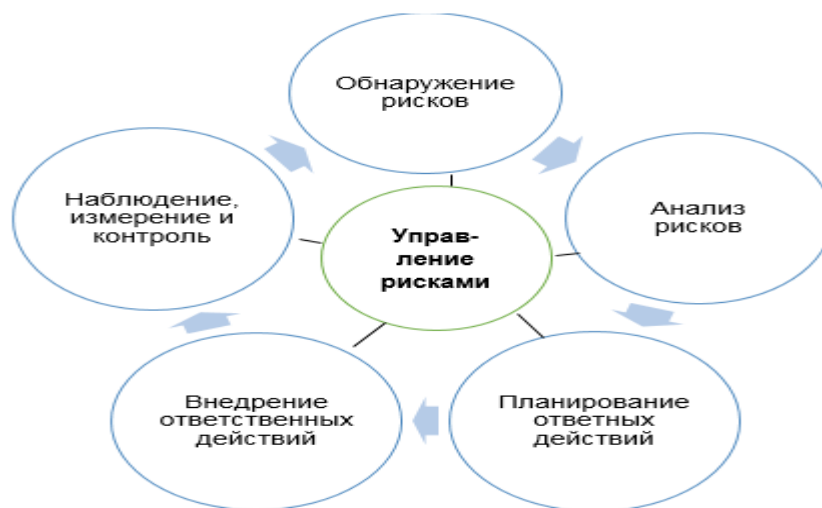 Обнаружение
рисков
Анализ
рисков
Планирование
ответных
действий
Внедрение
ответственных
действий
Наблюдение,
измерение и
контроль
Управ-
ление
рисками